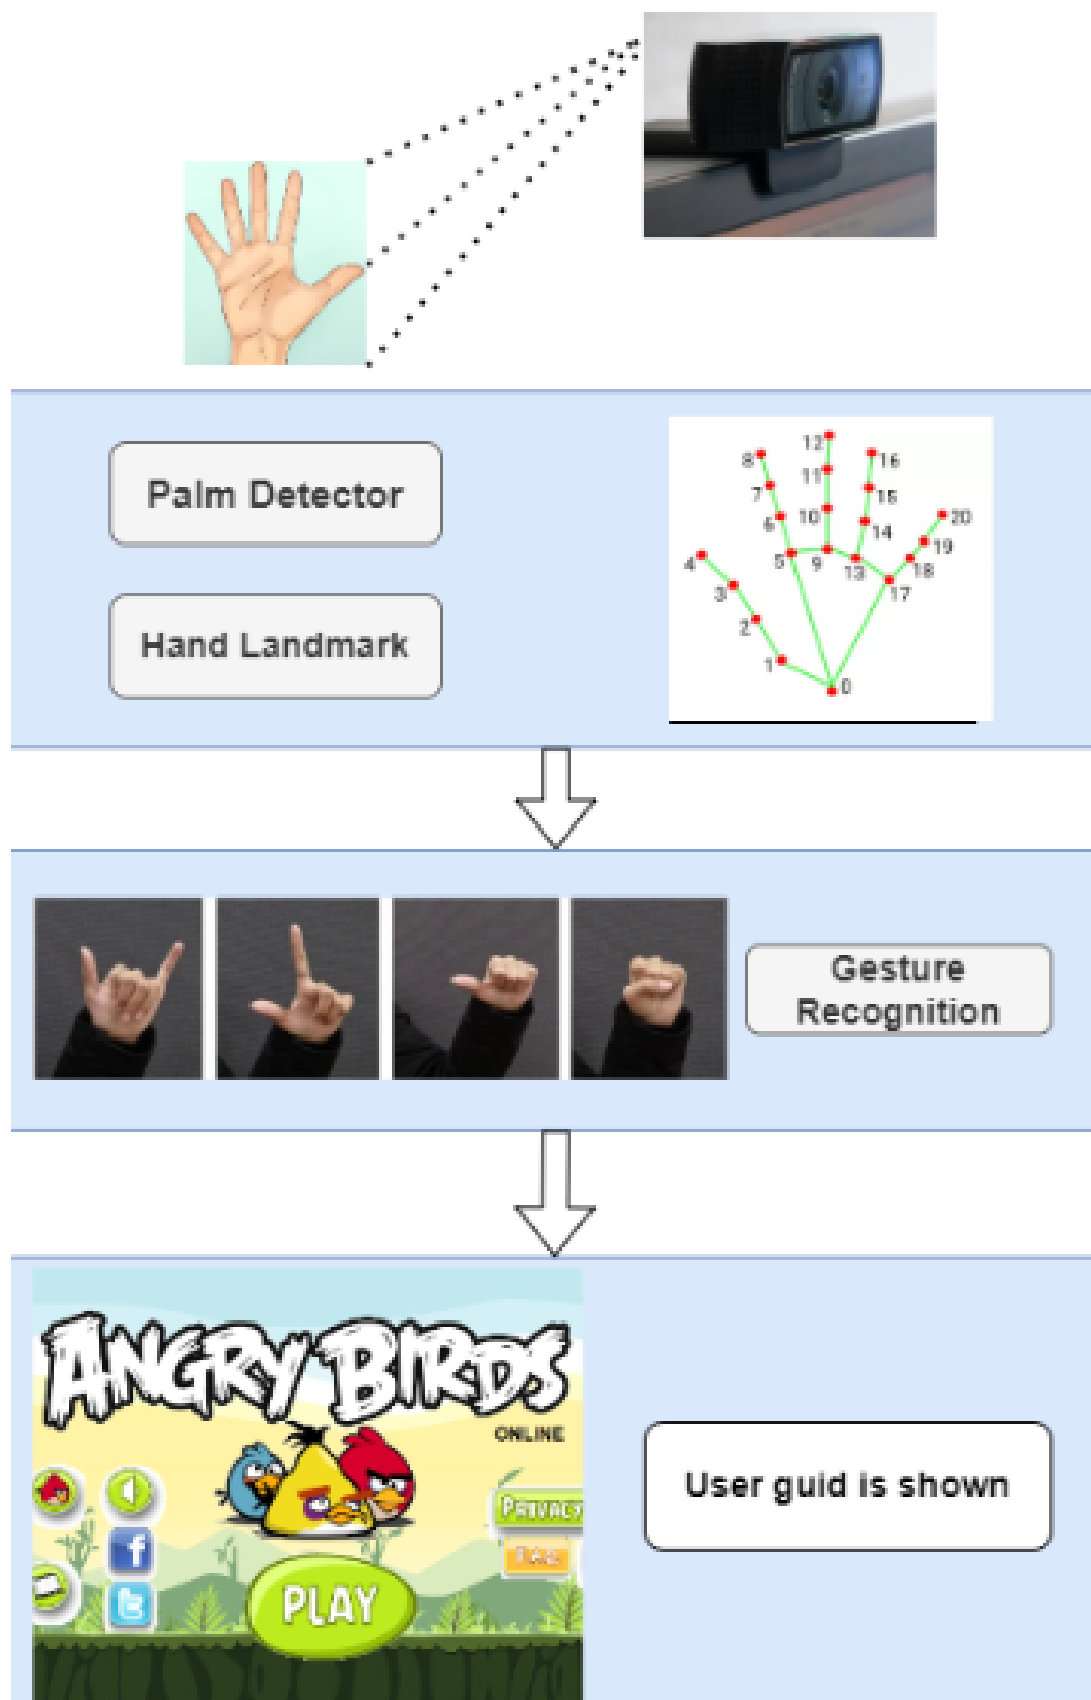 Palm Detector
Hand Landmark
12
8
16
11
7
15
6
10
14
20
19
4
5
9
13
18
3
17
2
1
0
Gesture
Recognition
ANGRY BIRDS
ONLINE
PRIVACY
F.A.Q.
f
t
PLAY
User guid is shown